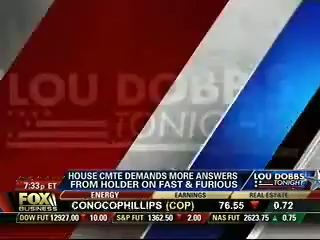 LOU DOBBS
TONIGHT
HOUSE CMTE DEMANDS MORE ANSWERS
FROM HOLDER ON FAST & FURIOUS
LOU DOBBS
TONIGHT
7:33p ET
ENERGY EARNINGS REAL ESTATE
FOX
BUSINESS
CONOCOPHILLIPS (COP) 76.55 ▼ 0.72
DOW FUT 12927.00 ▼ 10.00 S&P FUT 1362.50 ▼ 2.00 NAS FUT 2623.75 ▼ 0.75